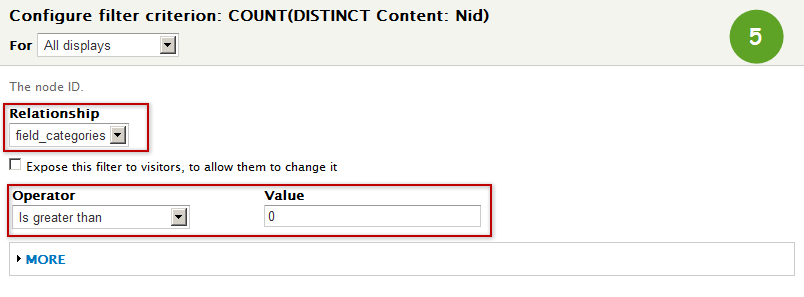 Configure filter criterion: COUNT(DISTINCT Content: Nid)
For All displays
5
The node ID.
Relationship
field_categories
Expose this filter to visitors, to allow them to change it
Operator Value
Is greater than 0
MORE